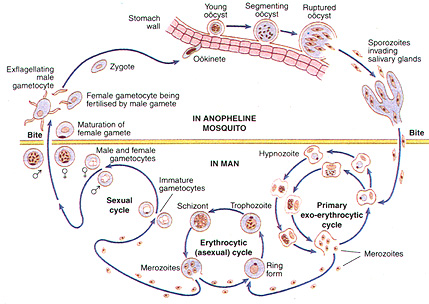 Young
oöcyst
Segmenting
oöcyst
Ruptured
oöcyst
Stomach
wall
Sporozoites
invading
salivary glands
Exflagellating
male
gametocyte
Zygote
Oökinete
Female gametocyte being
fertilised by male gamete
Maturation of
female gamete
IN ANOPHELINE
MOSQUITO
Bite
Bite
IN MAN
♂
♀
Male and female
gametocytes
♀
♂
Immature
gametocytes
Sexual
cycle
Hypnozoite
Schizont
Trophozoite
Primary
exo-erythrocytic
cycle
Erythrocytic
(asexual) cycle
Merozoites
Ring
form
Merozoites